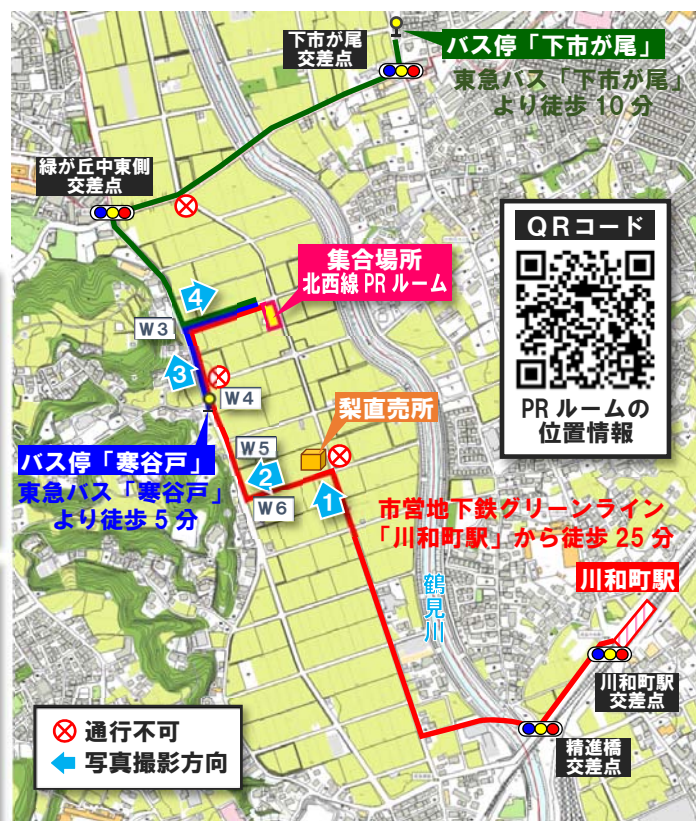 下市が尾
交差点
バス停「下市が尾」
東急バス「下市が尾」
より徒歩 10 分
緑が丘中東側
交差点
QRコード
PR ルームの
位置情報
集合場所
北西線 PR ルーム
4
W3
3
W4
梨直売所
バス停「寒谷戸」
東急バス「寒谷戸」
より徒歩 5 分
W5
2
W6
1
市営地下鉄グリーンライン
「川和町駅」から徒歩 25 分
鶴見川
川和町駅
川和町駅
交差点
精進橋
交差点
通行不可
写真撮影方向